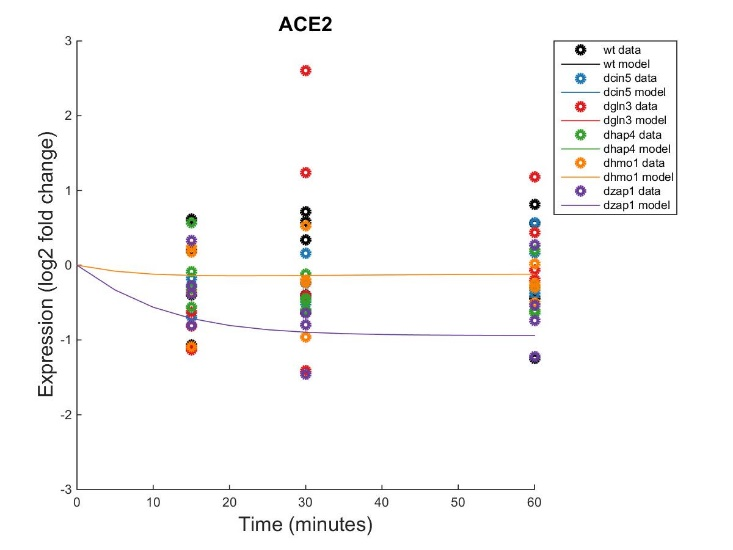 ACE2
Expression (log2 fold change)
3
2
1
0
-1
-2
-3
0 10 20 30 40 50 60
Time (minutes)
wt data
wt model
dcin5 data
dcin5 model
dgln3 data
dgln3 model
dhap4 data
dhap4 model
dhmo1 data
dhmo1 model
dzap1 data
dzap1 model